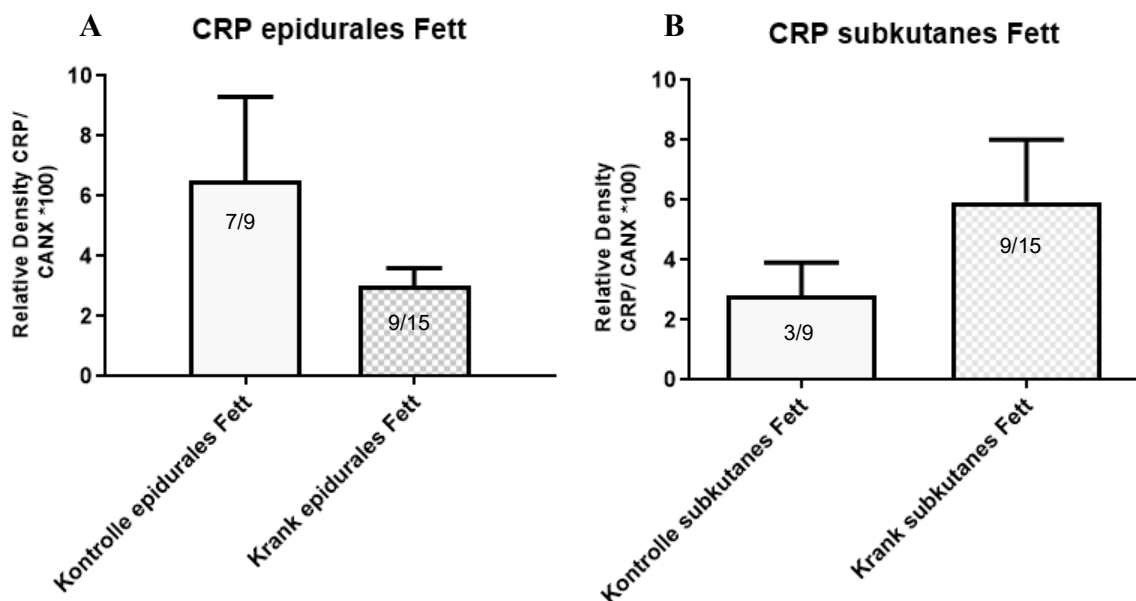 A
CRP epidurales Fett
Relative Density CRP/
CANX *100)
10
8
6
4
2
0
7/9
9/15
Kontrolle epidurales Fett
Krank epidurales Fett
B
CRP subkutanes Fett
Relative Density
CRP/ CANX *100)
10
8
6
4
2
0
3/9
9/15
Kontrolle subkutanes Fett
Krank subkutanes Fett